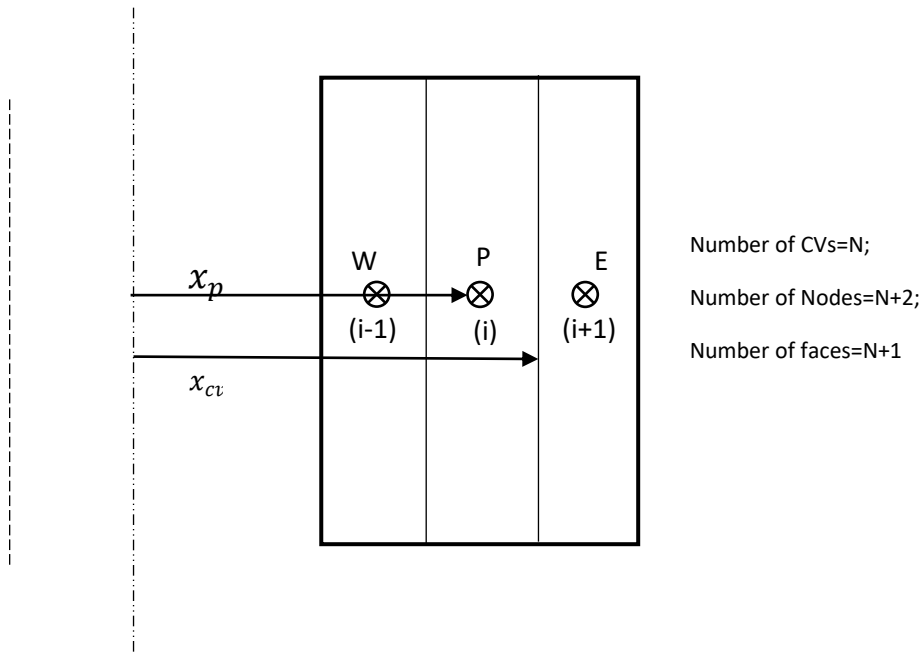 Number of CVs=N;
W
P
E
Number of Nodes=N+2;
x_p
(i-1)
(i)
(i+1)
Number of faces=N+1
x_cv